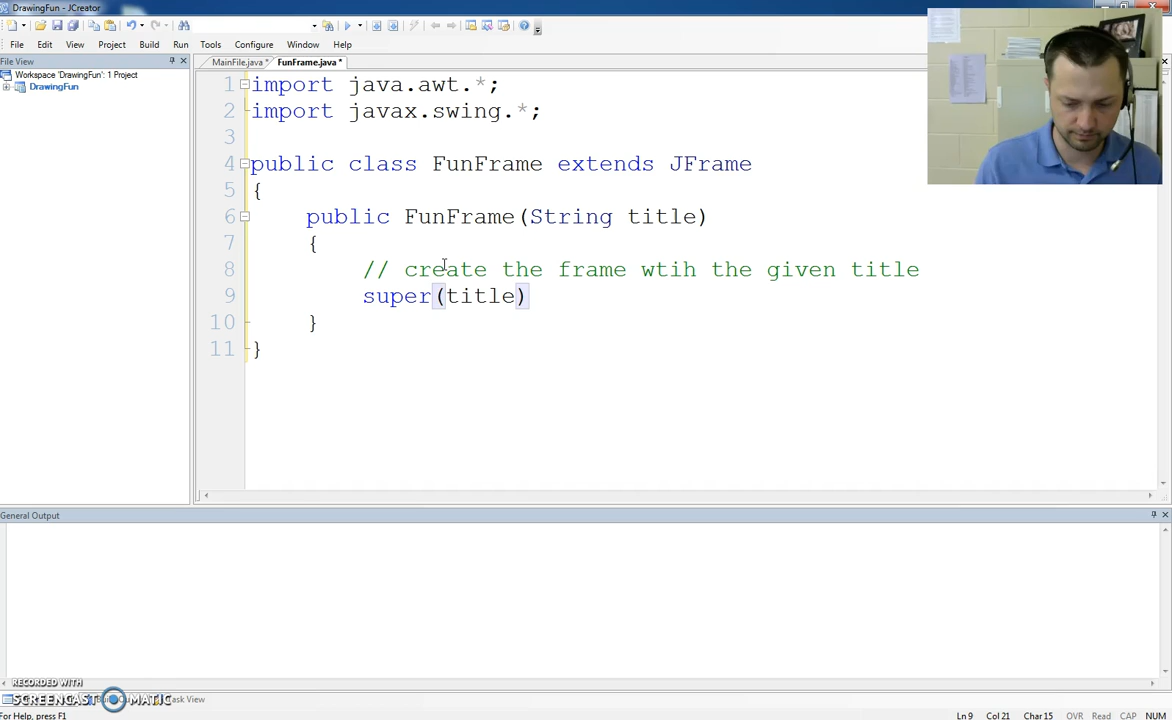 DrawingFun - JCreator
File Edit View Project Build Run Tools Configure Window Help
File View
MainFile.java * FunFrame.java *
Workspace 'DrawingFun': 1 Project
DrawingFun
1 import java.awt.*;
2 import javax.swing.*;
3
4 public class FunFrame extends JFrame
5 {
6 public FunFrame(String title)
7 {
8 // create the frame wtih the given title
9 super(title)
10 }
11 }
General Output
RECORDED WITH
SCREENCAST MATIC
Task View
For Help, press F1
Ln 9 Col 21 Char 15 OVR Read CAP NUM